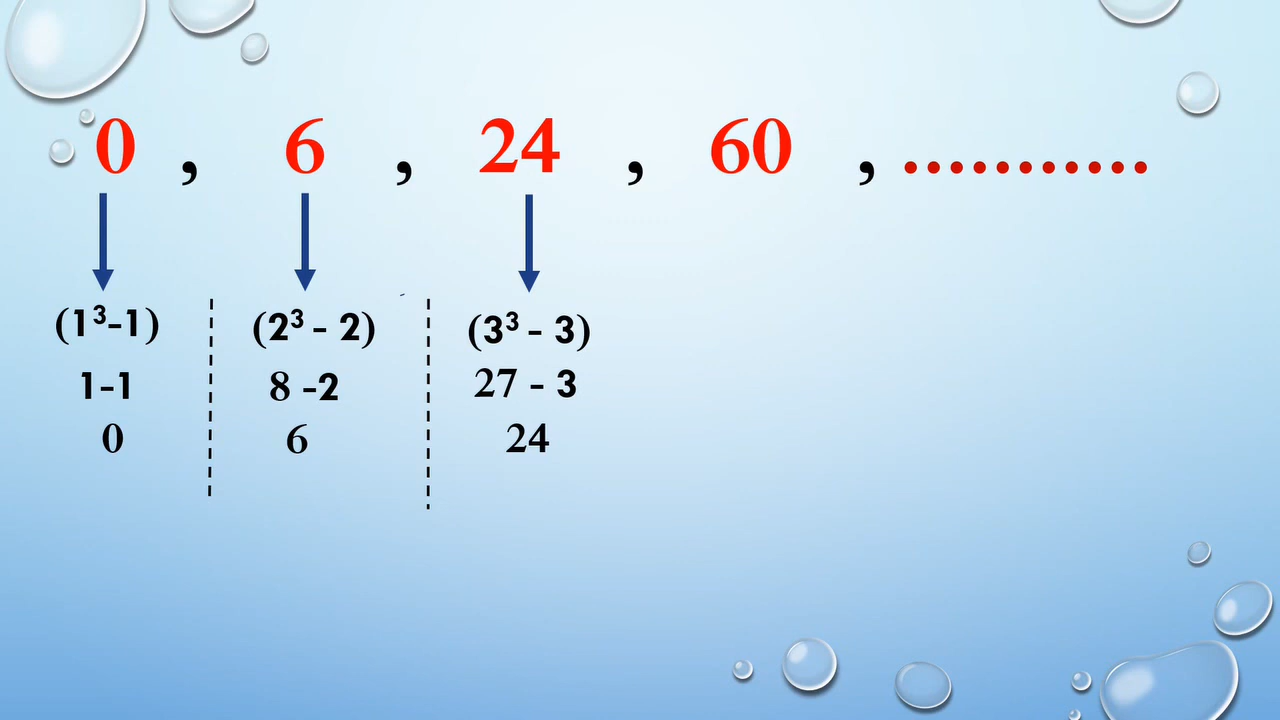 0 , 6 , 24 , 60 , ...........
(1³-1) (2³ - 2) (3³ - 3)
1-1 8 -2 27 - 3
0 6 24